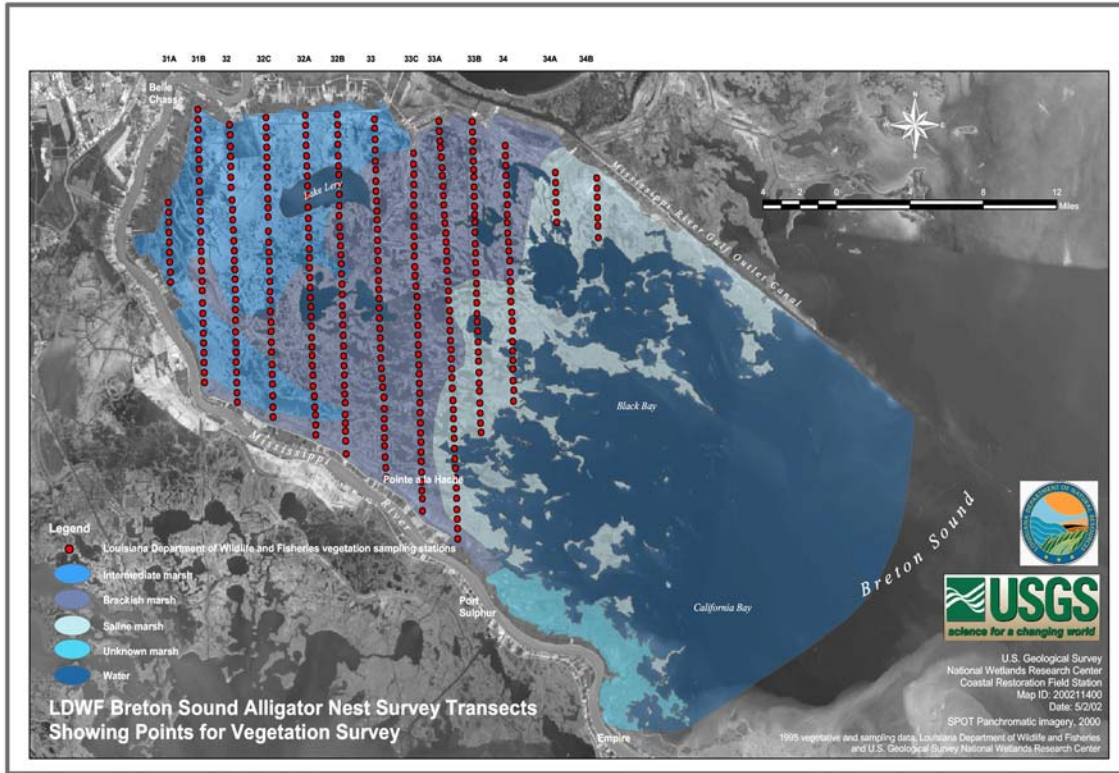 31A 31B 32 32C 32A 32B 33 33C 33A 33B 34 34A 34B
Belle
Chasse
N
Lake Lery
Mississippi River Gulf Outlet Canal
4 2 0 4 8 12
Miles
Black Bay
Mississippi River
Pointe a la Hache
Breton Sound
California Bay
Port
Sulphur
Empire
Legend
Louisiana Department of Wildlife and Fisheries vegetation sampling stations
Intermediate marsh
Brackish marsh
Saline marsh
Unknown marsh
Water
LDWF Breton Sound Alligator Nest Survey Transects
Showing Points for Vegetation Survey
USGS
science for a changing world
U.S. Geological Survey
National Wetlands Research Center
Coastal Restoration Field Station
Map ID: 200211400
Date: 5/2/02
SPOT Panchromatic imagery, 2000
1995 vegetative and sampling data, Louisiana Department of Wildlife and Fisheries
and U.S. Geological Survey National Wetlands Research Center